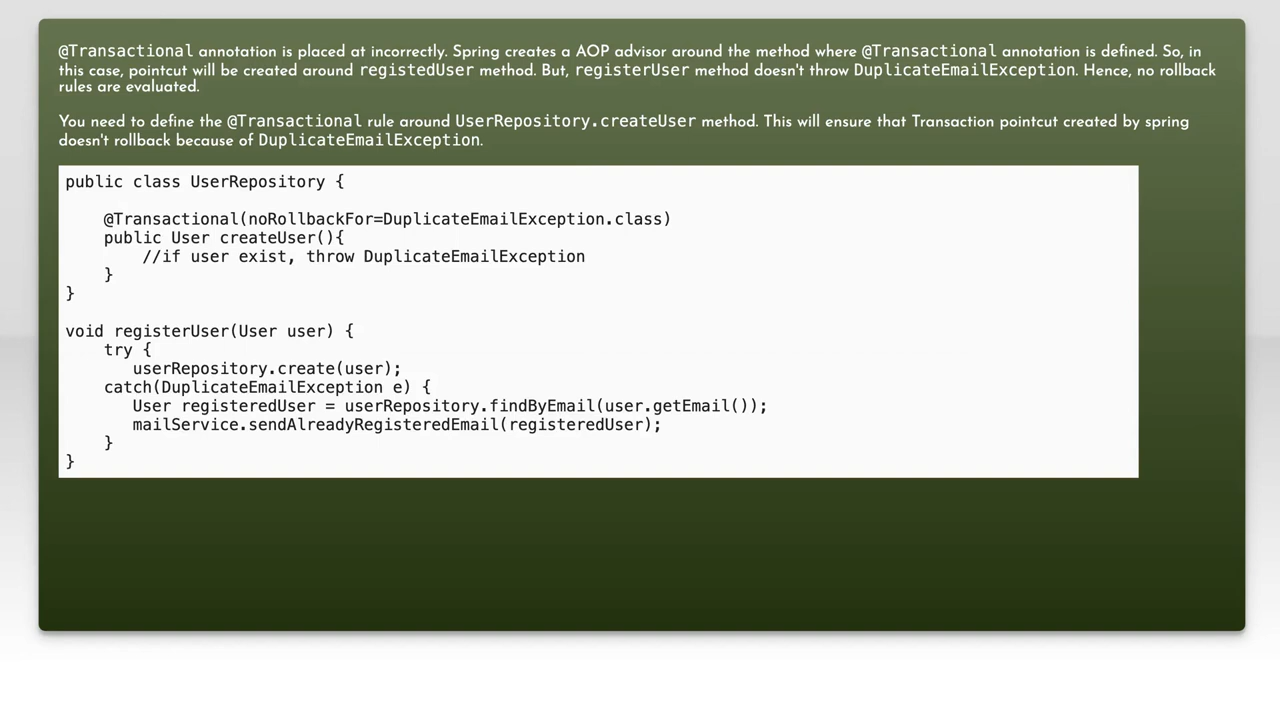 @Transactional annotation is placed at incorrectly. Spring creates a AOP advisor around the method where @Transactional annotation is defined. So, in
this case, pointcut will be created around registedUser method. But, registerUser method doesn't throw DuplicateEmailException. Hence, no rollback
rules are evaluated.
You need to define the @Transactional rule around UserRepository.createUser method. This will ensure that Transaction pointcut created by spring
doesn't rollback because of DuplicateEmailException.
public class UserRepository {
@Transactional(noRollbackFor=DuplicateEmailException.class)
public User createUser(){
//if user exist, throw DuplicateEmailException
}
}
void registerUser(User user) {
try {
userRepository.create(user);
catch(DuplicateEmailException e) {
User registeredUser = userRepository.findByEmail(user.getEmail());
mailService.sendAlreadyRegisteredEmail(registeredUser);
}
}